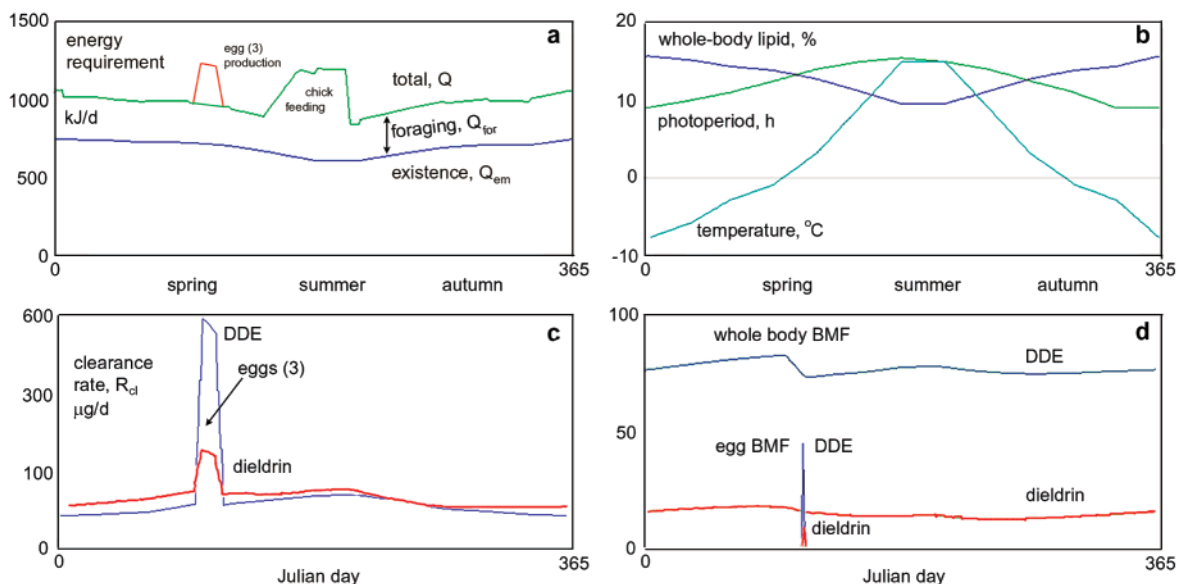 1500
energy
requirement
egg (3)
production
a
total, Q
1000
chick
feeding
kJ/d
foraging, Qfor
existence, Qem
500
0
0
365
spring
summer
autumn
20
whole-body lipid, %
b
10
photoperiod, h
0
temperature, °C
-10
0
365
spring
summer
autumn
600
DDE
c
clearance
rate, Rcl
μg/d
eggs (3)
300
dieldrin
100
0
0
365
Julian day
100
whole body BMF
d
DDE
50
egg BMF
DDE
dieldrin
dieldrin
0
0
365
Julian day